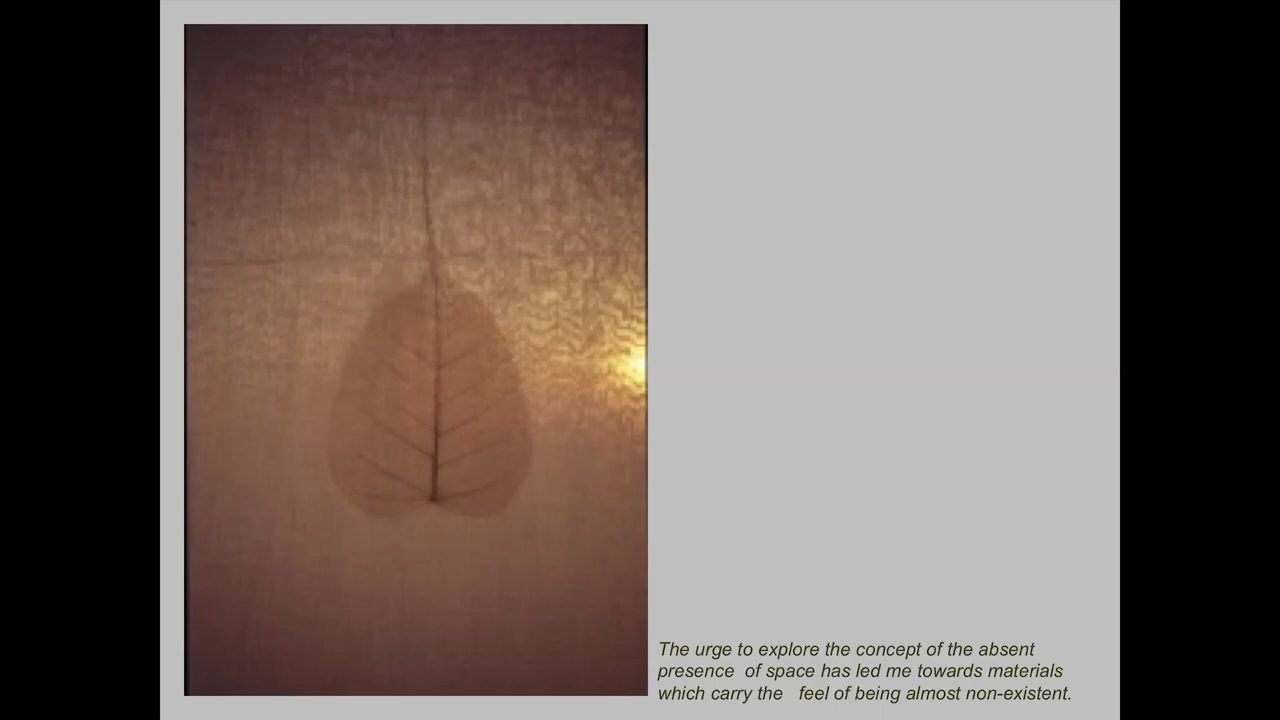 The urge to explore the concept of the absent
presence  of space has led me towards materials
which carry the   feel of being almost non-existent.